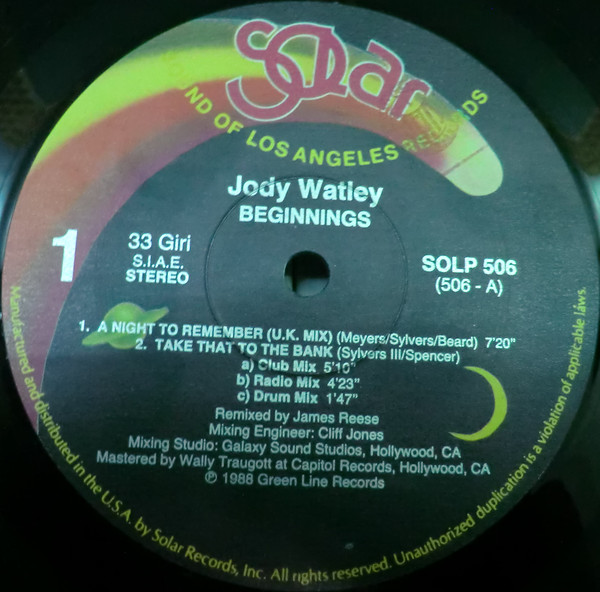 Solar
SOUND OF LOS ANGELES RECORDS
Jody Watley
BEGINNINGS
1
33 Giri
S.I.A.E.
STEREO
SOLP 506
(506 - A)
1. A NIGHT TO REMEMBER (U.K. MIX) (Meyers/Sylvers/Beard) 7'20"
2. TAKE THAT TO THE BANK (Sylvers III/Spencer)
a) Club Mix 5'10"
b) Radio Mix 4'23"
c) Drum Mix 1'47"
Remixed by James Reese
Mixing Engineer: Cliff Jones
Mixing Studio: Galaxy Sound Studios, Hollywood, CA
Mastered by Wally Traugott at Capitol Records, Hollywood, CA
℗ 1988 Green Line Records
Manufactured and distributed in the U.S.A. by Solar Records, Inc. All rights reserved. Unauthorized duplication is a violation of applicable laws.